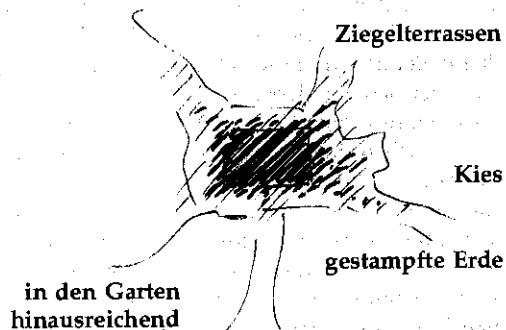 Ziegelterrassen
Kies
gestampfte Erde
in den Garten
hinausreichend